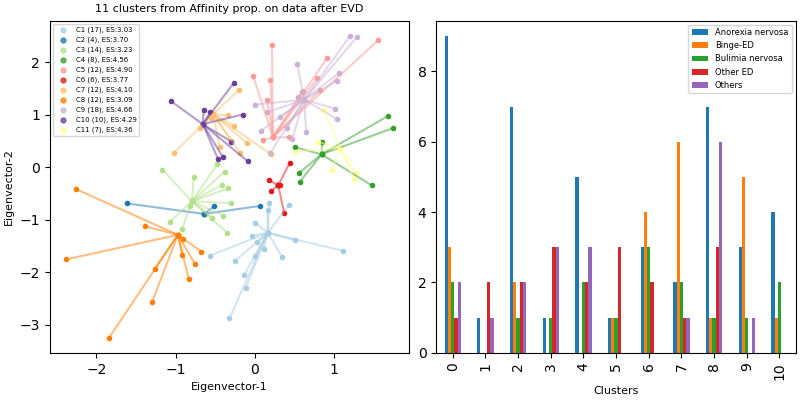 11 clusters from Affinity prop. on data after EVD
C1 (17), ES:3.03
C2 (4), ES:3.70
C3 (14), ES:3.23
C4 (8), ES:4.56
C5 (12), ES:4.90
C6 (6), ES:3.77
C7 (12), ES:4.10
C8 (12), ES:3.09
C9 (18), ES:4.66
C10 (10), ES:4.29
C11 (7), ES:4.36
2
1
0
−1
−2
−3
Eigenvector-2
−2
−1
0
1
Eigenvector-1
Anorexia nervosa
Binge-ED
Bulimia nervosa
Other ED
Others
8
6
4
2
0
0
1
2
3
4
5
6
7
8
9
10
Clusters